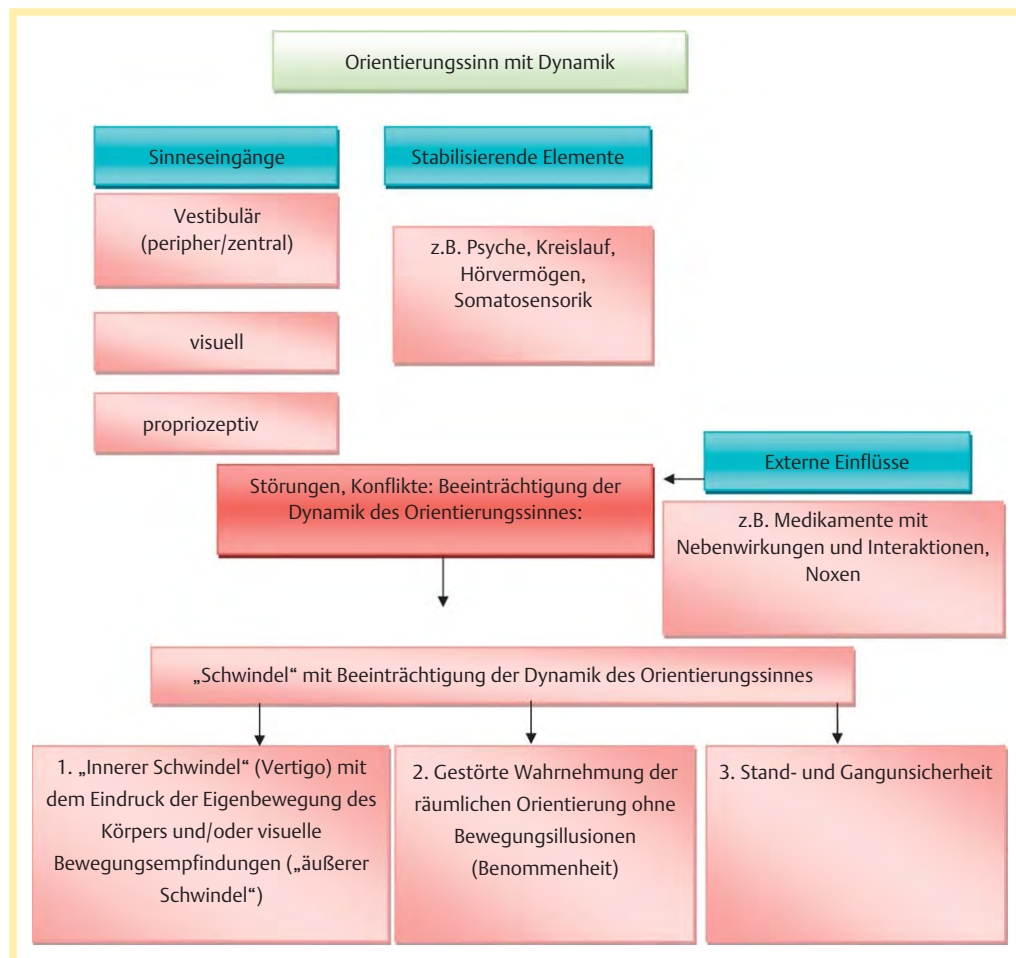 Orientierungssinn mit Dynamik
Sinneseingänge
Stabilisierende Elemente
Vestibulär
(peripher/zentral)
z.B. Psyche, Kreislauf,
Hörvermögen,
Somatosensorik
visuell
propriozeptiv
Externe Einflüsse
Störungen, Konflikte: Beeinträchtigung der
Dynamik des Orientierungssinnes:
z.B. Medikamente mit
Nebenwirkungen und Interaktionen,
Noxen
„Schwindel“ mit Beeinträchtigung der Dynamik des Orientierungssinnes
1. „Innerer Schwindel“ (Vertigo) mit
dem Eindruck der Eigenbewegung des
Körpers und/oder visuelle
Bewegungsempfindungen („äußerer
Schwindel“)
2. Gestörte Wahrnehmung der
räumlichen Orientierung ohne
Bewegungsillusionen
(Benommenheit)
3. Stand- und Gangunsicherheit